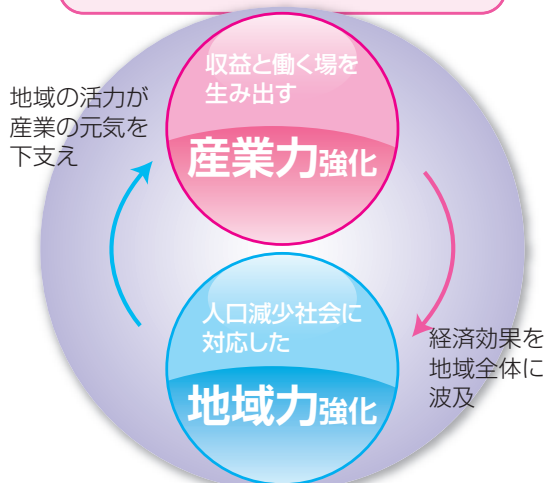 収益と働く場を
生み出す
産業力強化
地域の活力が
産業の元気を
下支え
人口減少社会に
対応した
地域力強化
経済効果を
地域全体に
波及